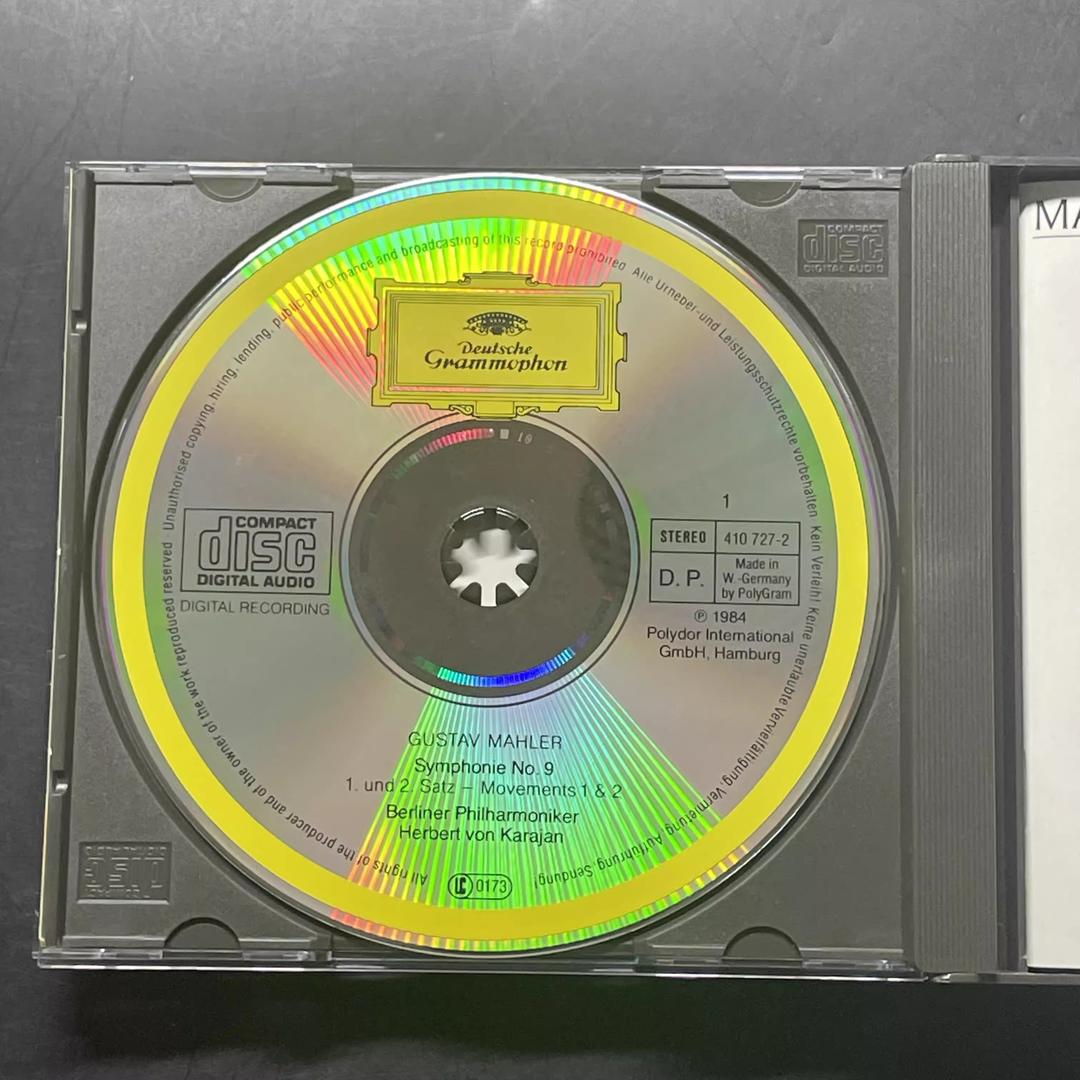 MA
COMPACT
disc
DIGITAL AUDIO
Deutsche
Grammophon
COMPACT
disc
DIGITAL AUDIO
DIGITAL RECORDING
1
STEREO 410 727-2
D. P. Made in
W.-Germany
by PolyGram
℗ 1984
Polydor International
GmbH, Hamburg
GUSTAV MAHLER
Symphonie No. 9
1. und 2. Satz – Movements 1 & 2
Berliner Philharmoniker
Herbert von Karajan
LC 0173
All rights of the producer and of the owner of the work reproduced reserved · Unauthorised copying, hiring, lending, public performance and broadcasting of this record prohibited Alle Urheber- und Leistungsschutzrechte vorbehalten Kein Verleih! Keine unerlaubte Vervielfältigung, Vermietung Aufführung, Sendung!
disc